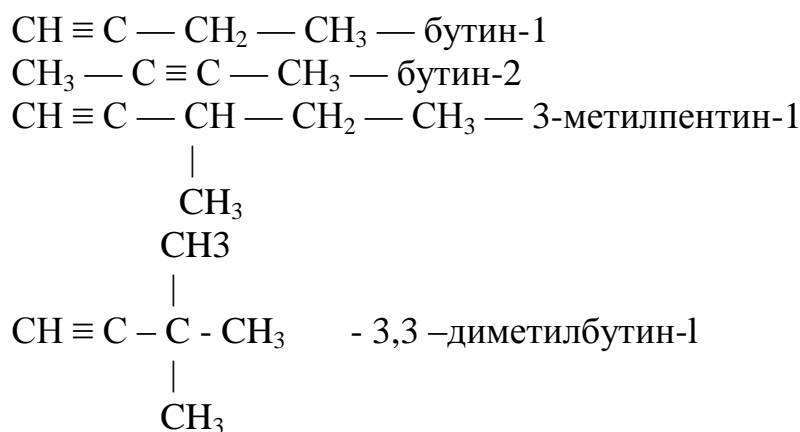 CH ≡ C — CH₂ — CH₃ — бутин-1
CH₃ — C ≡ C — CH₃ — бутин-2
CH ≡ C — CH — CH₂ — CH₃ — 3-метилпентин-1
|
CH₃
CH3
|
CH ≡ C – C - CH₃ - 3,3 –диметилбутин-l
|
CH₃